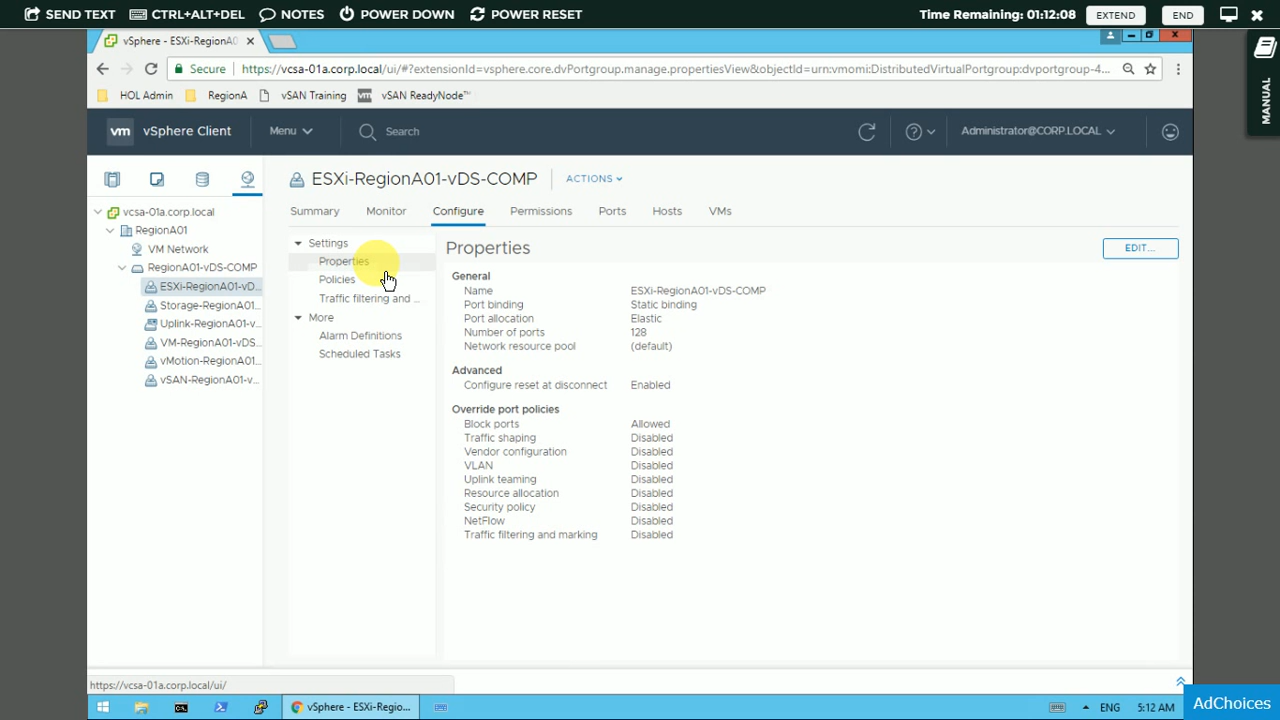 SEND TEXT CTRL+ALT+DEL NOTES POWER DOWN POWER RESET Time Remaining: 01:12:08 EXTEND END
vSphere - ESXi-RegionA0
Secure https://vcsa-01a.corp.local/ui/#?extensionId=vsphere.core.dvPortgroup.manage.propertiesView&objectId=urn:vmomi:DistributedVirtualPortgroup:dvportgroup-4...
HOL Admin RegionA vSAN Training vSAN ReadyNode™
MANUAL
vm vSphere Client Menu Search Administrator@CORP.LOCAL
ESXi-RegionA01-vDS-COMP ACTIONS
Summary Monitor Configure Permissions Ports Hosts VMs
vcsa-01a.corp.local
RegionA01
VM Network
RegionA01-vDS-COMP
ESXi-RegionA01-vD...
Storage-RegionA01...
Uplink-RegionA01-v...
VM-RegionA01-vDS...
vMotion-RegionA01...
vSAN-RegionA01-v...
Settings
Properties
Policies
Traffic filtering and ...
More
Alarm Definitions
Scheduled Tasks
Properties EDIT...
General
Name ESXi-RegionA01-vDS-COMP
Port binding Static binding
Port allocation Elastic
Number of ports 128
Network resource pool (default)
Advanced
Configure reset at disconnect Enabled
Override port policies
Block ports Allowed
Traffic shaping Disabled
Vendor configuration Disabled
VLAN Disabled
Uplink teaming Disabled
Resource allocation Disabled
Security policy Disabled
NetFlow Disabled
Traffic filtering and marking Disabled
https://vcsa-01a.corp.local/ui/
vSphere - ESXi-Regio... ENG 5:12 AM
AdChoices